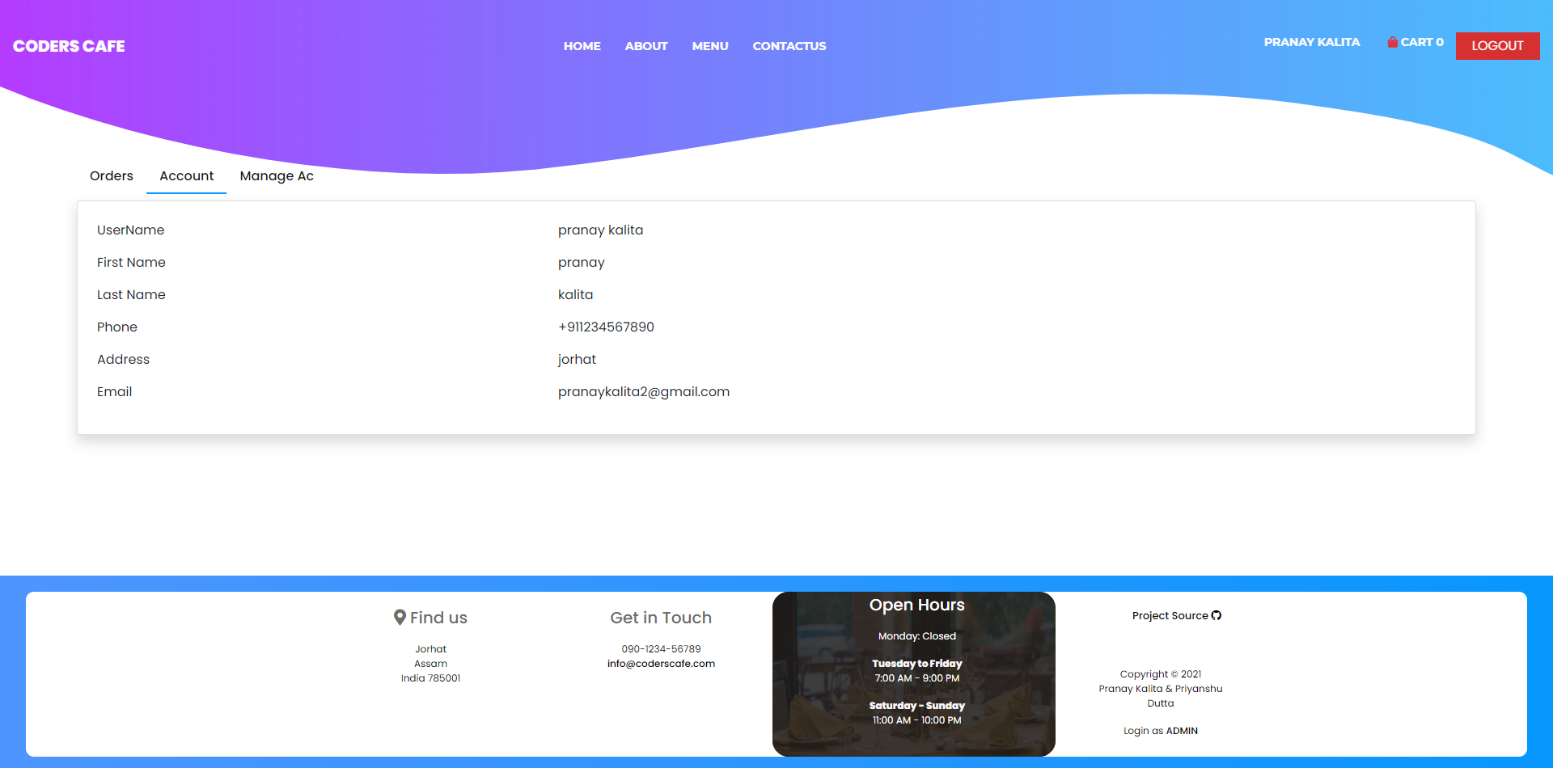 CODERS CAFE
HOME ABOUT MENU CONTACTUS
PRANAY KALITA CART 0 LOGOUT
Orders Account Manage Ac
UserName pranay kalita
First Name pranay
Last Name kalita
Phone +911234567890
Address jorhat
Email pranaykalita2@gmail.com
Find us
Jorhat
Assam
India 785001
Get in Touch
090-1234-56789
info@coderscafe.com
Open Hours
Monday: Closed
Tuesday to Friday
7:00 AM - 9:00 PM
Saturday - Sunday
11:00 AM - 10:00 PM
Project Source
Copyright © 2021
Pranay Kalita & Priyanshu
Dutta
Login as ADMIN